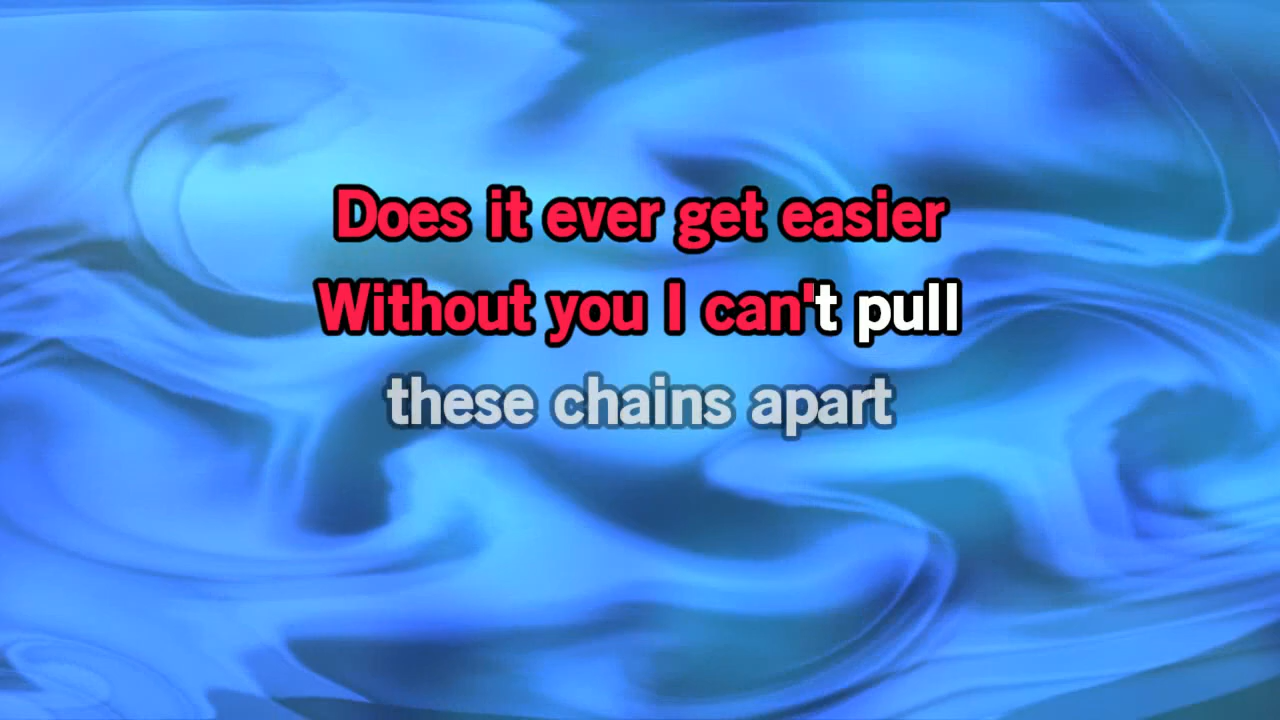 Does it ever get easier
Without you I can't pull
these chains apart